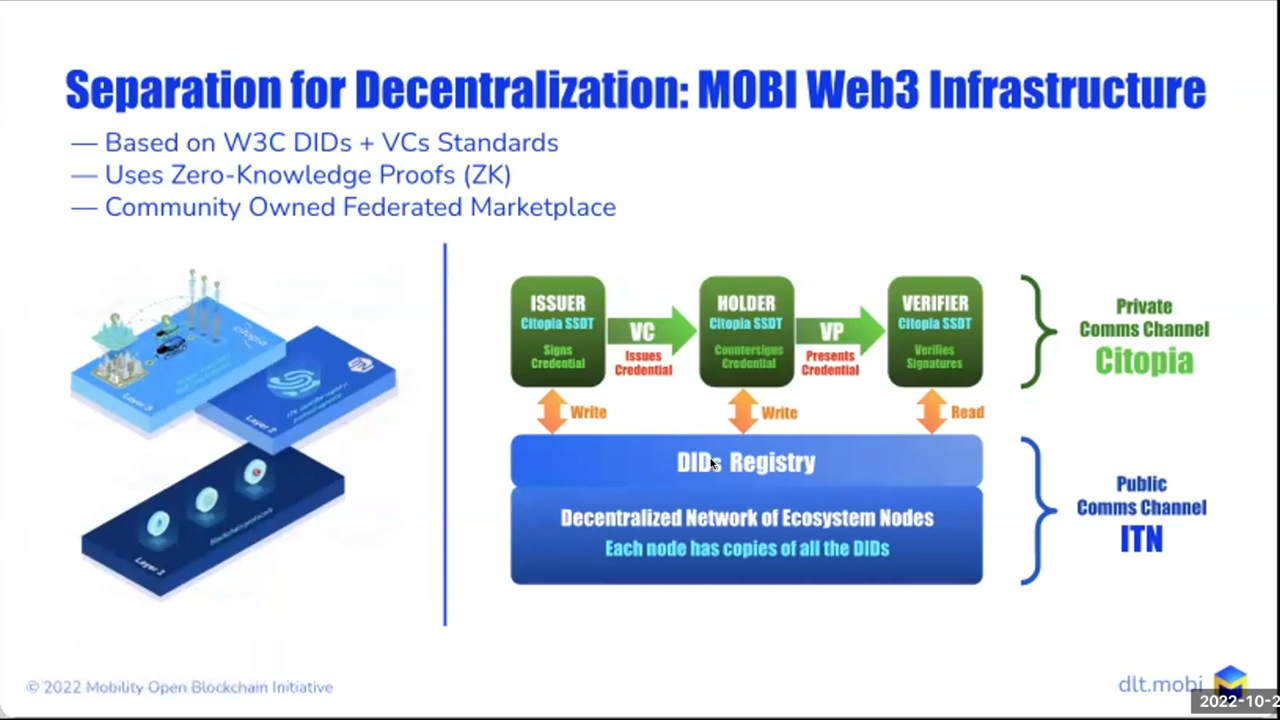 Separation for Decentralization: MOBI Web3 Infrastructure
— Based on W3C DIDs + VCs Standards
— Uses Zero-Knowledge Proofs (ZK)
— Community Owned Federated Marketplace
citopia
Layer 3
Layer 2
Blockchain protocols
Layer 1
ISSUER
Citopia SSDT
Signs
Credential
VC
Issues
Credential
HOLDER
Citopia SSDT
Countersigns
Credential
VP
Presents
Credential
VERIFIER
Citopia SSDT
Verifies
Signatures
Write
Write
Read
DIDs Registry
Decentralized Network of Ecosystem Nodes
Each node has copies of all the DIDs
Private
Comms Channel
Citopia
Public
Comms Channel
ITN
© 2022 Mobility Open Blockchain Initiative
dlt.mobi
2022-10-2